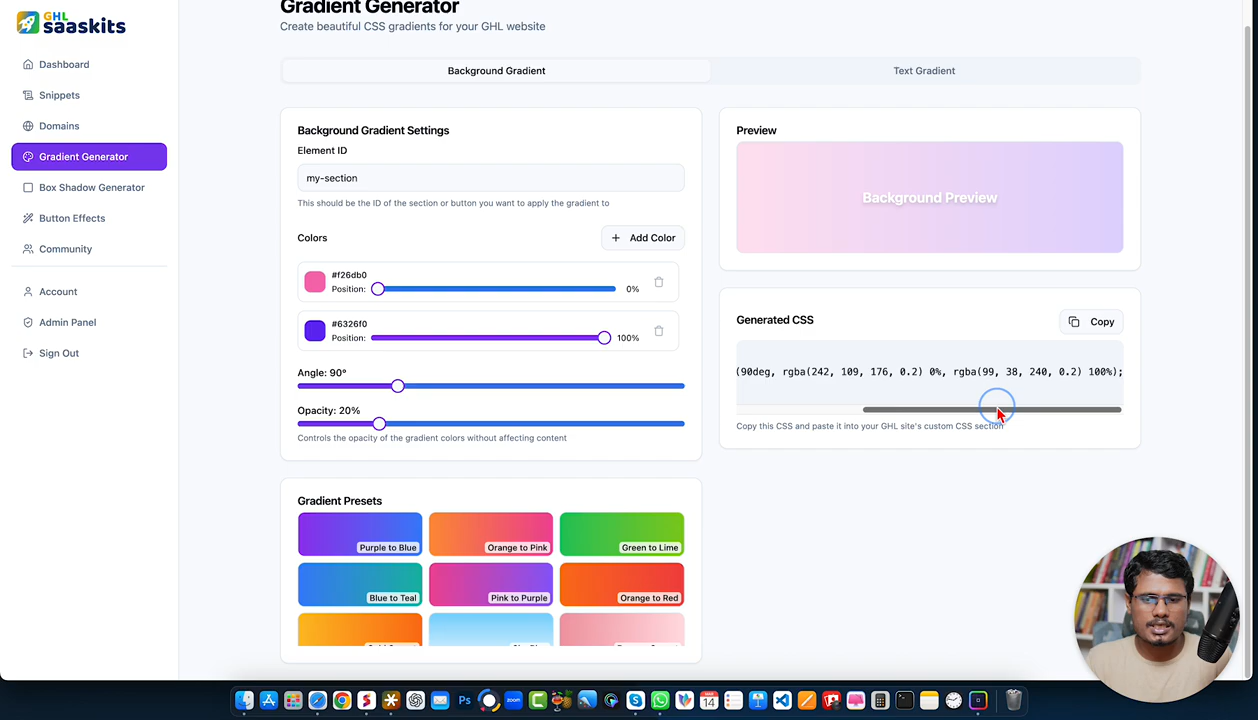 GHL
saaskits
Dashboard
Snippets
Domains
Gradient Generator
Box Shadow Generator
Button Effects
Community
Account
Admin Panel
Sign Out
Gradient Generator
Create beautiful CSS gradients for your GHL website
Background Gradient
Text Gradient
Background Gradient Settings
Element ID
my-section
This should be the ID of the section or button you want to apply the gradient to
Colors
Add Color
#f26db0
Position: 0%
#6326f0
Position: 100%
Angle: 90°
Opacity: 20%
Controls the opacity of the gradient colors without affecting content
Gradient Presets
Purple to Blue
Orange to Pink
Green to Lime
Blue to Teal
Pink to Purple
Orange to Red
Preview
Background Preview
Generated CSS
Copy
(90deg, rgba(242, 109, 176, 0.2) 0%, rgba(99, 38, 240, 0.2) 100%);
Copy this CSS and paste it into your GHL site's custom CSS section
Ps
zoom
14